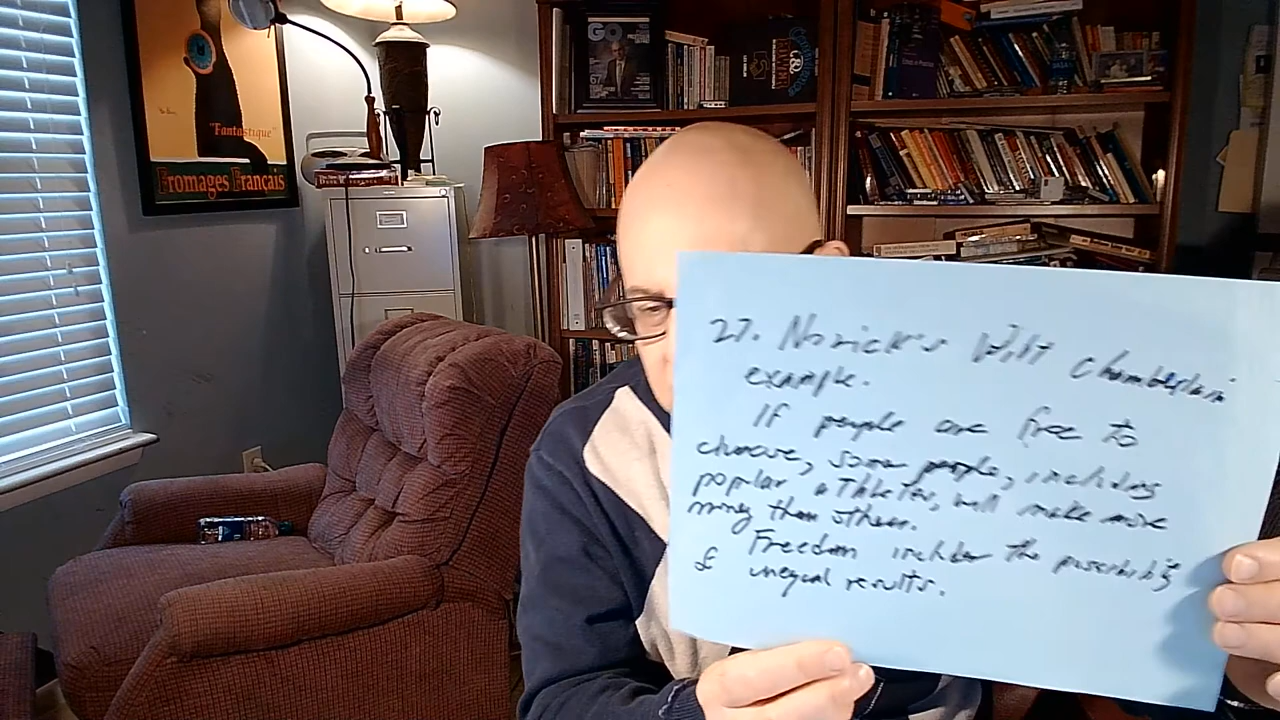 "Fantastique"
Fromages Français
GQ
27. Nozick's Wilt Chamberlain
example.
If people are free to
choose, some people, including
popular athletes, will make more
money than others.
Freedom includes the possibility
of unequal results.